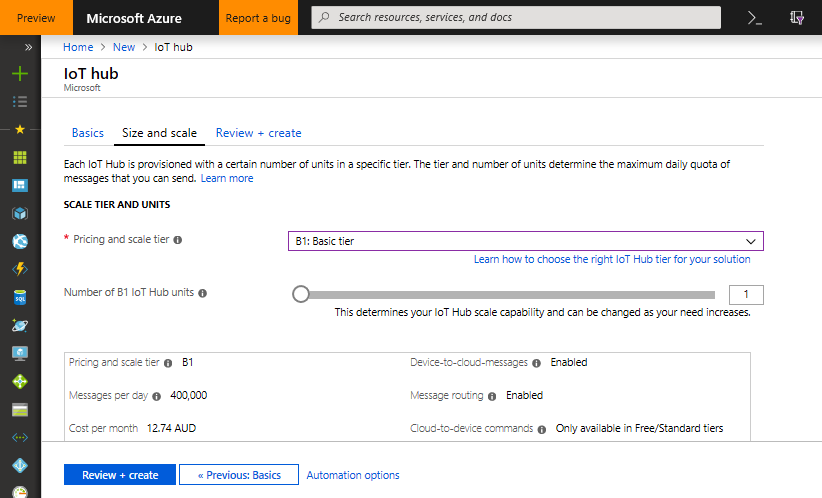 Preview Microsoft Azure Report a bug Search resources, services, and docs
Home > New > IoT hub
IoT hub
Microsoft
Basics Size and scale Review + create
Each IoT Hub is provisioned with a certain number of units in a specific tier. The tier and number of units determine the maximum daily quota of
messages that you can send. Learn more
SCALE TIER AND UNITS
* Pricing and scale tier B1: Basic tier
Learn how to choose the right IoT Hub tier for your solution
Number of B1 IoT Hub units 1
This determines your IoT Hub scale capability and can be changed as your need increases.
Pricing and scale tier B1 Device-to-cloud-messages Enabled
Messages per day 400,000 Message routing Enabled
Cost per month 12.74 AUD Cloud-to-device commands Only available in Free/Standard tiers
Review + create « Previous: Basics Automation options